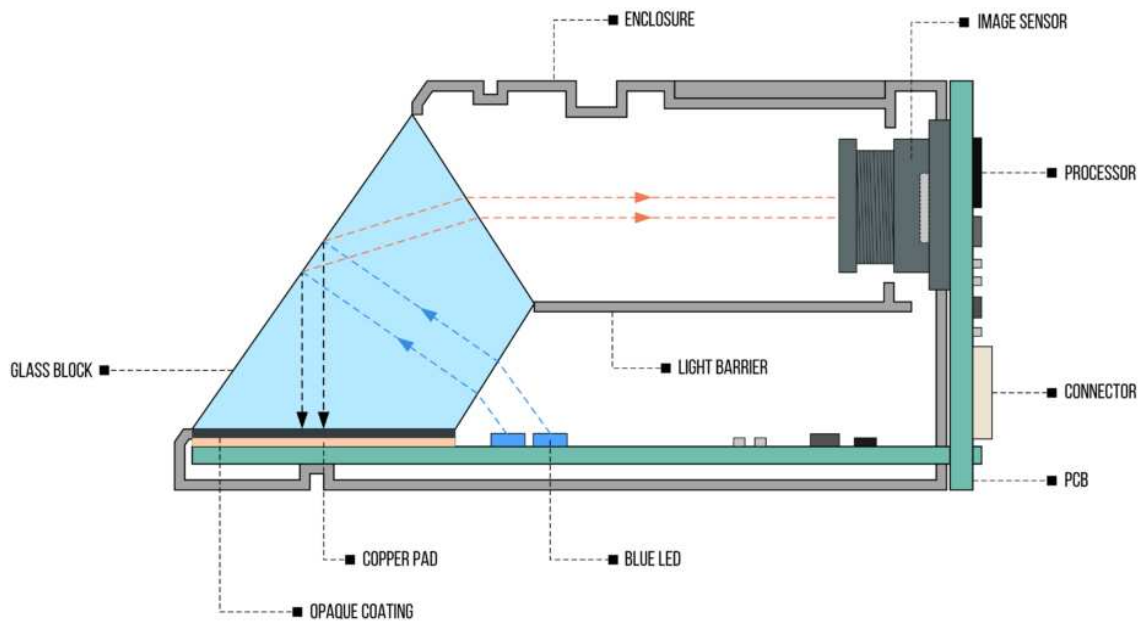 ENCLOSURE
IMAGE SENSOR
PROCESSOR
GLASS BLOCK
LIGHT BARRIER
CONNECTOR
PCB
COPPER PAD
BLUE LED
OPAQUE COATING